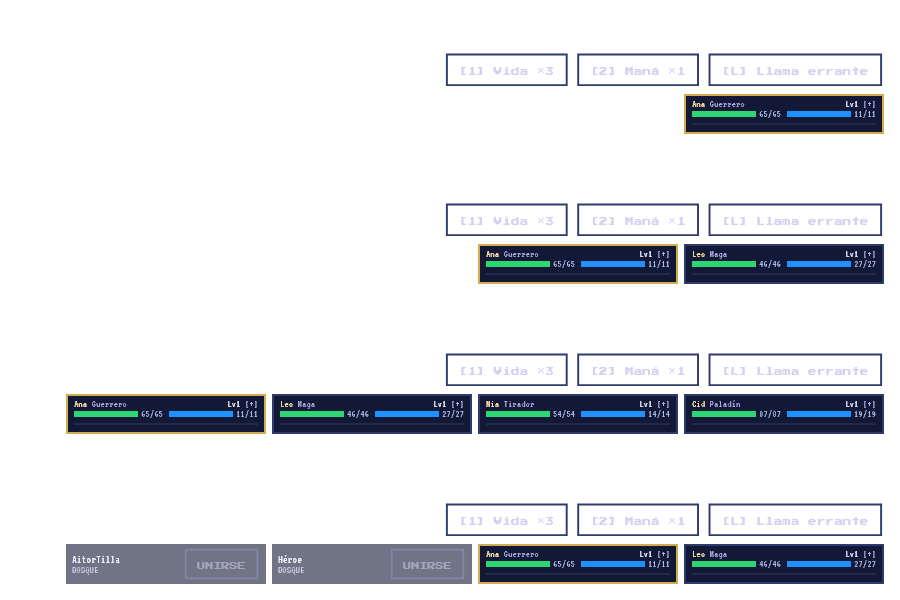 [1] Vida ×3 [2] Maná ×1 [L] Llama errante
Ana Guerrero Lv1 [+]
65/65 11/11
[1] Vida ×3 [2] Maná ×1 [L] Llama errante
Ana Guerrero Lv1 [+] Leo Maga Lv1 [+]
65/65 11/11 46/46 27/27
[1] Vida ×3 [2] Maná ×1 [L] Llama errante
Ana Guerrero Lv1 [+] Leo Maga Lv1 [+] Nia Tirador Lv1 [+] Cid Paladín Lv1 [+]
65/65 11/11 46/46 27/27 54/54 14/14 87/87 19/19
[1] Vida ×3 [2] Maná ×1 [L] Llama errante
AitorTilla UNIRSE Héroe UNIRSE Ana Guerrero Lv1 [+] Leo Maga Lv1 [+]
BOSQUE BOSQUE 65/65 11/11 46/46 27/27